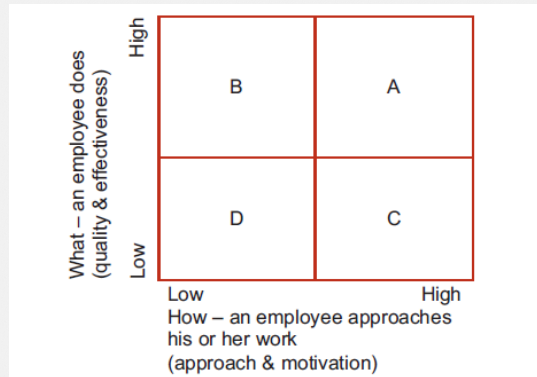 What – an employee does
(quality & effectiveness)
High
Low
B
A
D
C
Low
High
How – an employee approaches
his or her work
(approach & motivation)